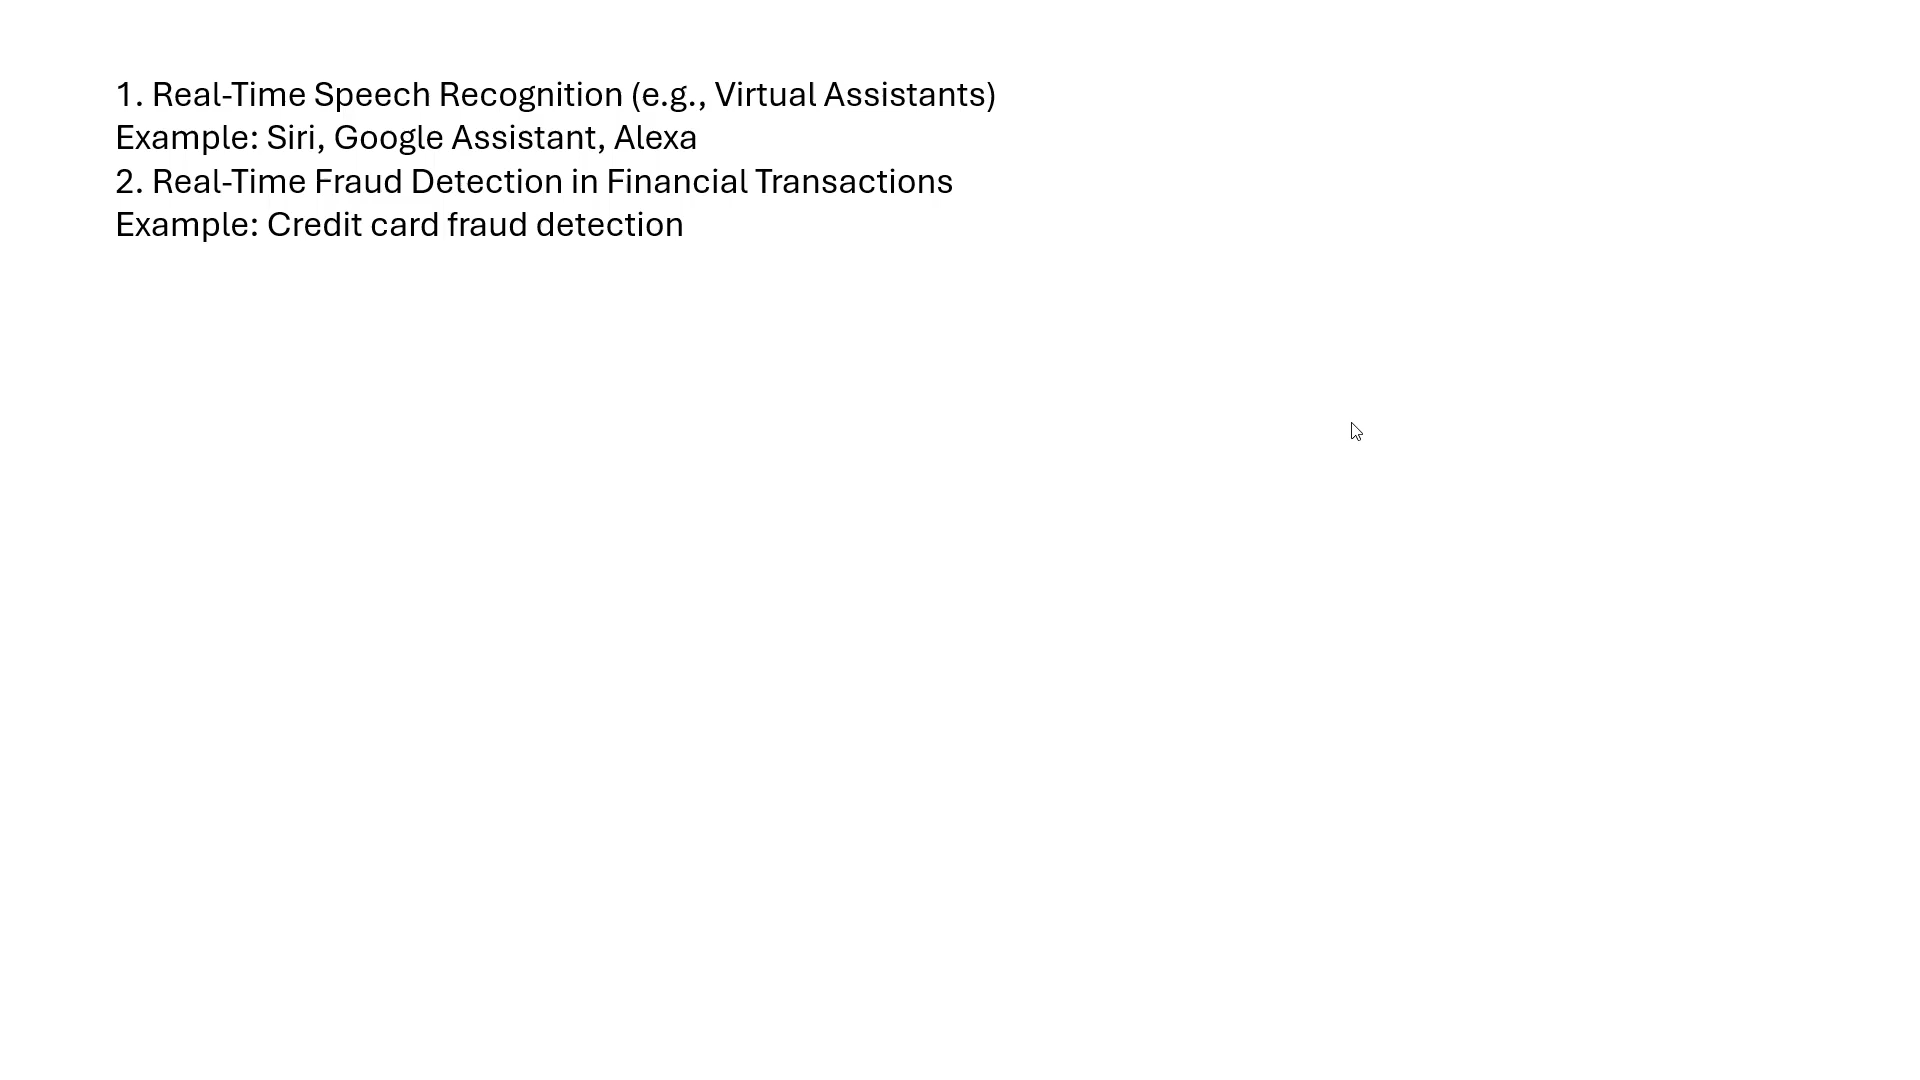 1. Real-Time Speech Recognition (e.g., Virtual Assistants)
Example: Siri, Google Assistant, Alexa
2. Real-Time Fraud Detection in Financial Transactions
Example: Credit card fraud detection